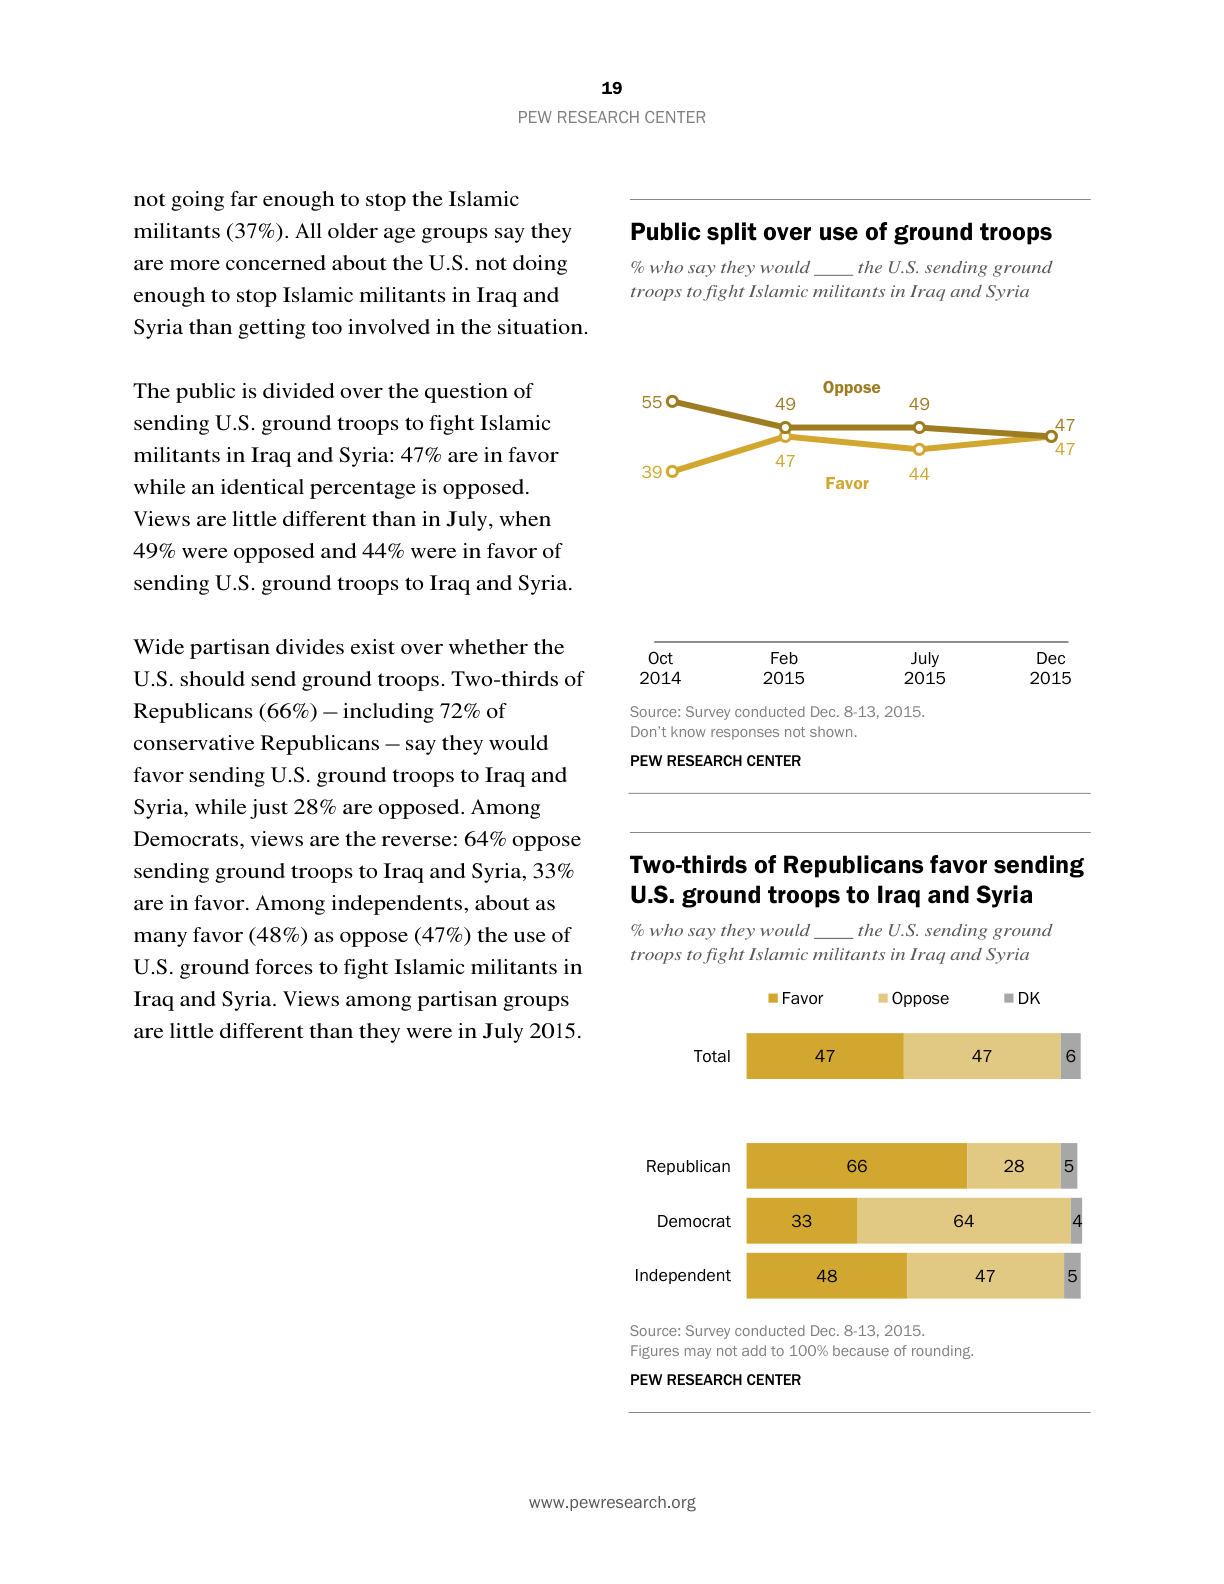 19
PEW RESEARCH CENTER
not going far enough to stop the Islamic
militants (37%). All older age groups say they
are more concerned about the U.S. not doing
enough to stop Islamic militants in Iraq and
Syria than getting too involved in the situation.
The public is divided over the question of
sending U.S. ground troops to fight Islamic
militants in Iraq and Syria: 47% are in favor
while an identical percentage is opposed.
Views are little different than in July, when
49% were opposed and 44% were in favor of
sending U.S. ground troops to Iraq and Syria.
Wide partisan divides exist over whether the
U.S. should send ground troops. Two-thirds of
Republicans (66%) – including 72% of
conservative Republicans – say they would
favor sending U.S. ground troops to Iraq and
Syria, while just 28% are opposed. Among
Democrats, views are the reverse: 64% oppose
sending ground troops to Iraq and Syria, 33%
are in favor. Among independents, about as
many favor (48%) as oppose (47%) the use of
U.S. ground forces to fight Islamic militants in
Iraq and Syria. Views among partisan groups
are little different than they were in July 2015.
Public split over use of ground troops
% who say they would ____ the U.S. sending ground
troops to fight Islamic militants in Iraq and Syria
Oppose
55 49 49 47
39 47 44 47
Favor
Oct Feb July Dec
2014 2015 2015 2015
Source: Survey conducted Dec. 8-13, 2015.
Don't know responses not shown.
PEW RESEARCH CENTER
Two-thirds of Republicans favor sending
U.S. ground troops to Iraq and Syria
% who say they would ____ the U.S. sending ground
troops to fight Islamic militants in Iraq and Syria
Favor Oppose DK
Total 47 47 6
Republican 66 28 5
Democrat 33 64 4
Independent 48 47 5
Source: Survey conducted Dec. 8-13, 2015.
Figures may not add to 100% because of rounding.
PEW RESEARCH CENTER
www.pewresearch.org